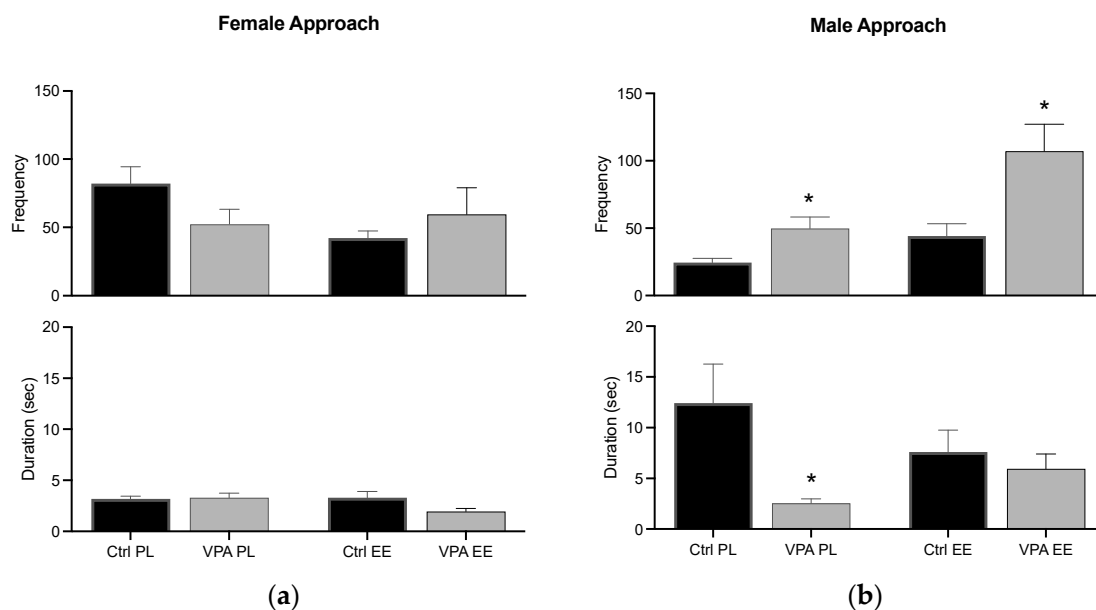 Female Approach
150
100
50
0
Frequency
20
15
10
5
0
Duration (sec)
Ctrl PL
VPA PL
Ctrl EE
VPA EE
(a)
Male Approach
150
100
50
0
Frequency
*
*
20
15
10
5
0
Duration (sec)
*
Ctrl PL
VPA PL
Ctrl EE
VPA EE
(b)